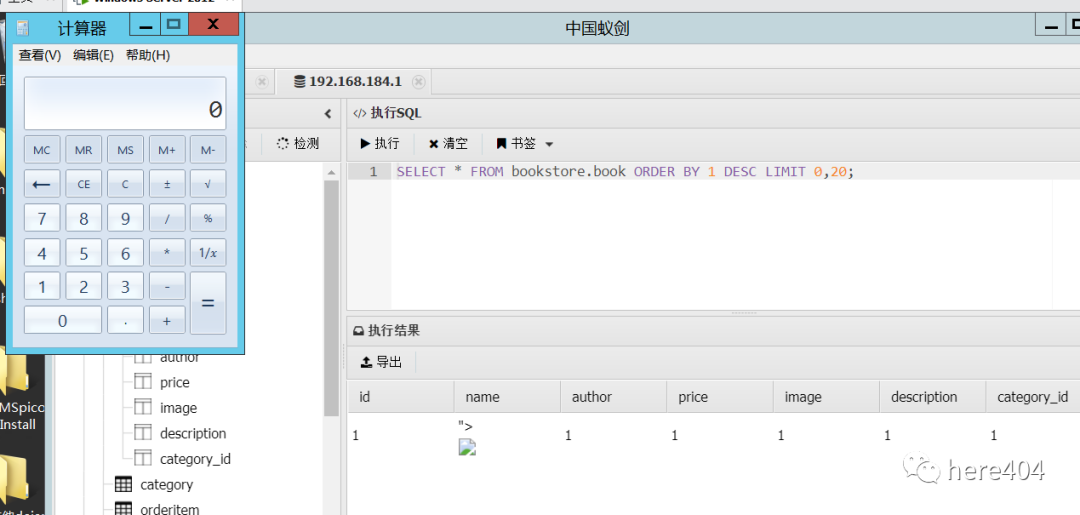 Windows Server 2012
计算器
查看(V) 编辑(E) 帮助(H)
0
MC MR MS M+ M-
← CE C ± √
7 8 9 / %
4 5 6 * 1/x
1 2 3 - =
0 . +
中国蚁剑
192.168.184.1
检测
执行SQL
执行 清空 书签
1 SELECT * FROM bookstore.book ORDER BY 1 DESC LIMIT 0,20;
执行结果
导出
id name author price image description category_id
1 "> 1 1 1 1 1
author
price
image
description
category_id
category
orderitem
MSpico
Install
here404